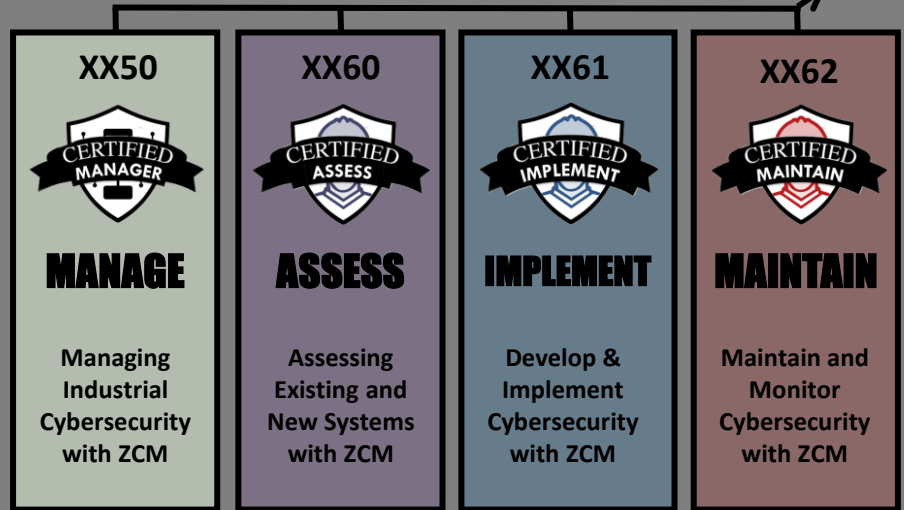 XX50
CERTIFIED
MANAGER
MANAGE
Managing
Industrial
Cybersecurity
with ZCM
XX60
CERTIFIED
ASSESS
ASSESS
Assessing
Existing and
New Systems
with ZCM
XX61
CERTIFIED
IMPLEMENT
IMPLEMENT
Develop &
Implement
Cybersecurity
with ZCM
XX62
CERTIFIED
MAINTAIN
MAINTAIN
Maintain and
Monitor
Cybersecurity
with ZCM